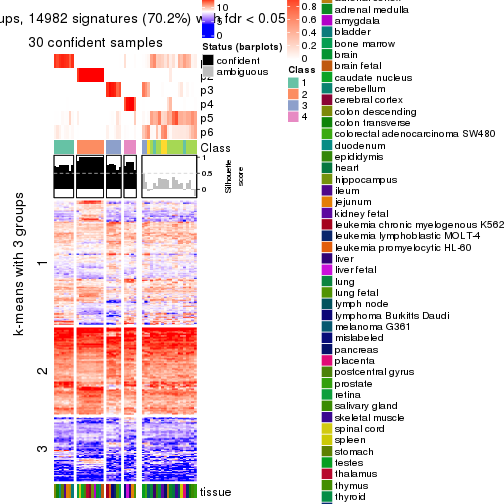 ups, 14982 signatures (70.2%) with fdr < 0.05
30 confident samples
p3
p4
p5
p6
Class
1
0.5
0
Silhouette
score
k-means with 3 groups
1
2
3
tissue
10
5
0
Status (barplots)
confident
ambiguous
0.8
0.6
0.4
0.2
0
Class
1
2
3
4
adrenal medulla
amygdala
bladder
bone marrow
brain
brain fetal
caudate nucleus
cerebellum
cerebral cortex
colon descending
colon transverse
colorectal adenocarcinoma SW480
duodenum
epididymis
heart
hippocampus
ileum
jejunum
kidney fetal
leukemia chronic myelogenous K562
leukemia lymphoblastic MOLT-4
leukemia promyelocytic HL-60
liver
liver fetal
lung
lung fetal
lymph node
lymphoma Burkitts Daudi
melanoma G361
mislabeled
pancreas
placenta
postcentral gyrus
prostate
retina
salivary gland
skeletal muscle
spinal cord
spleen
stomach
testes
thalamus
thymus
thyroid